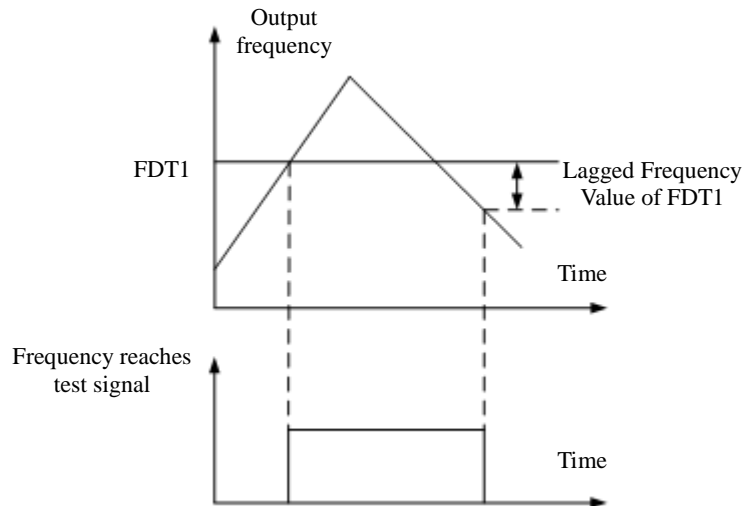 Output
frequency
FDT1
Lagged Frequency
Value of FDT1
Time
Frequency reaches
test signal
Time